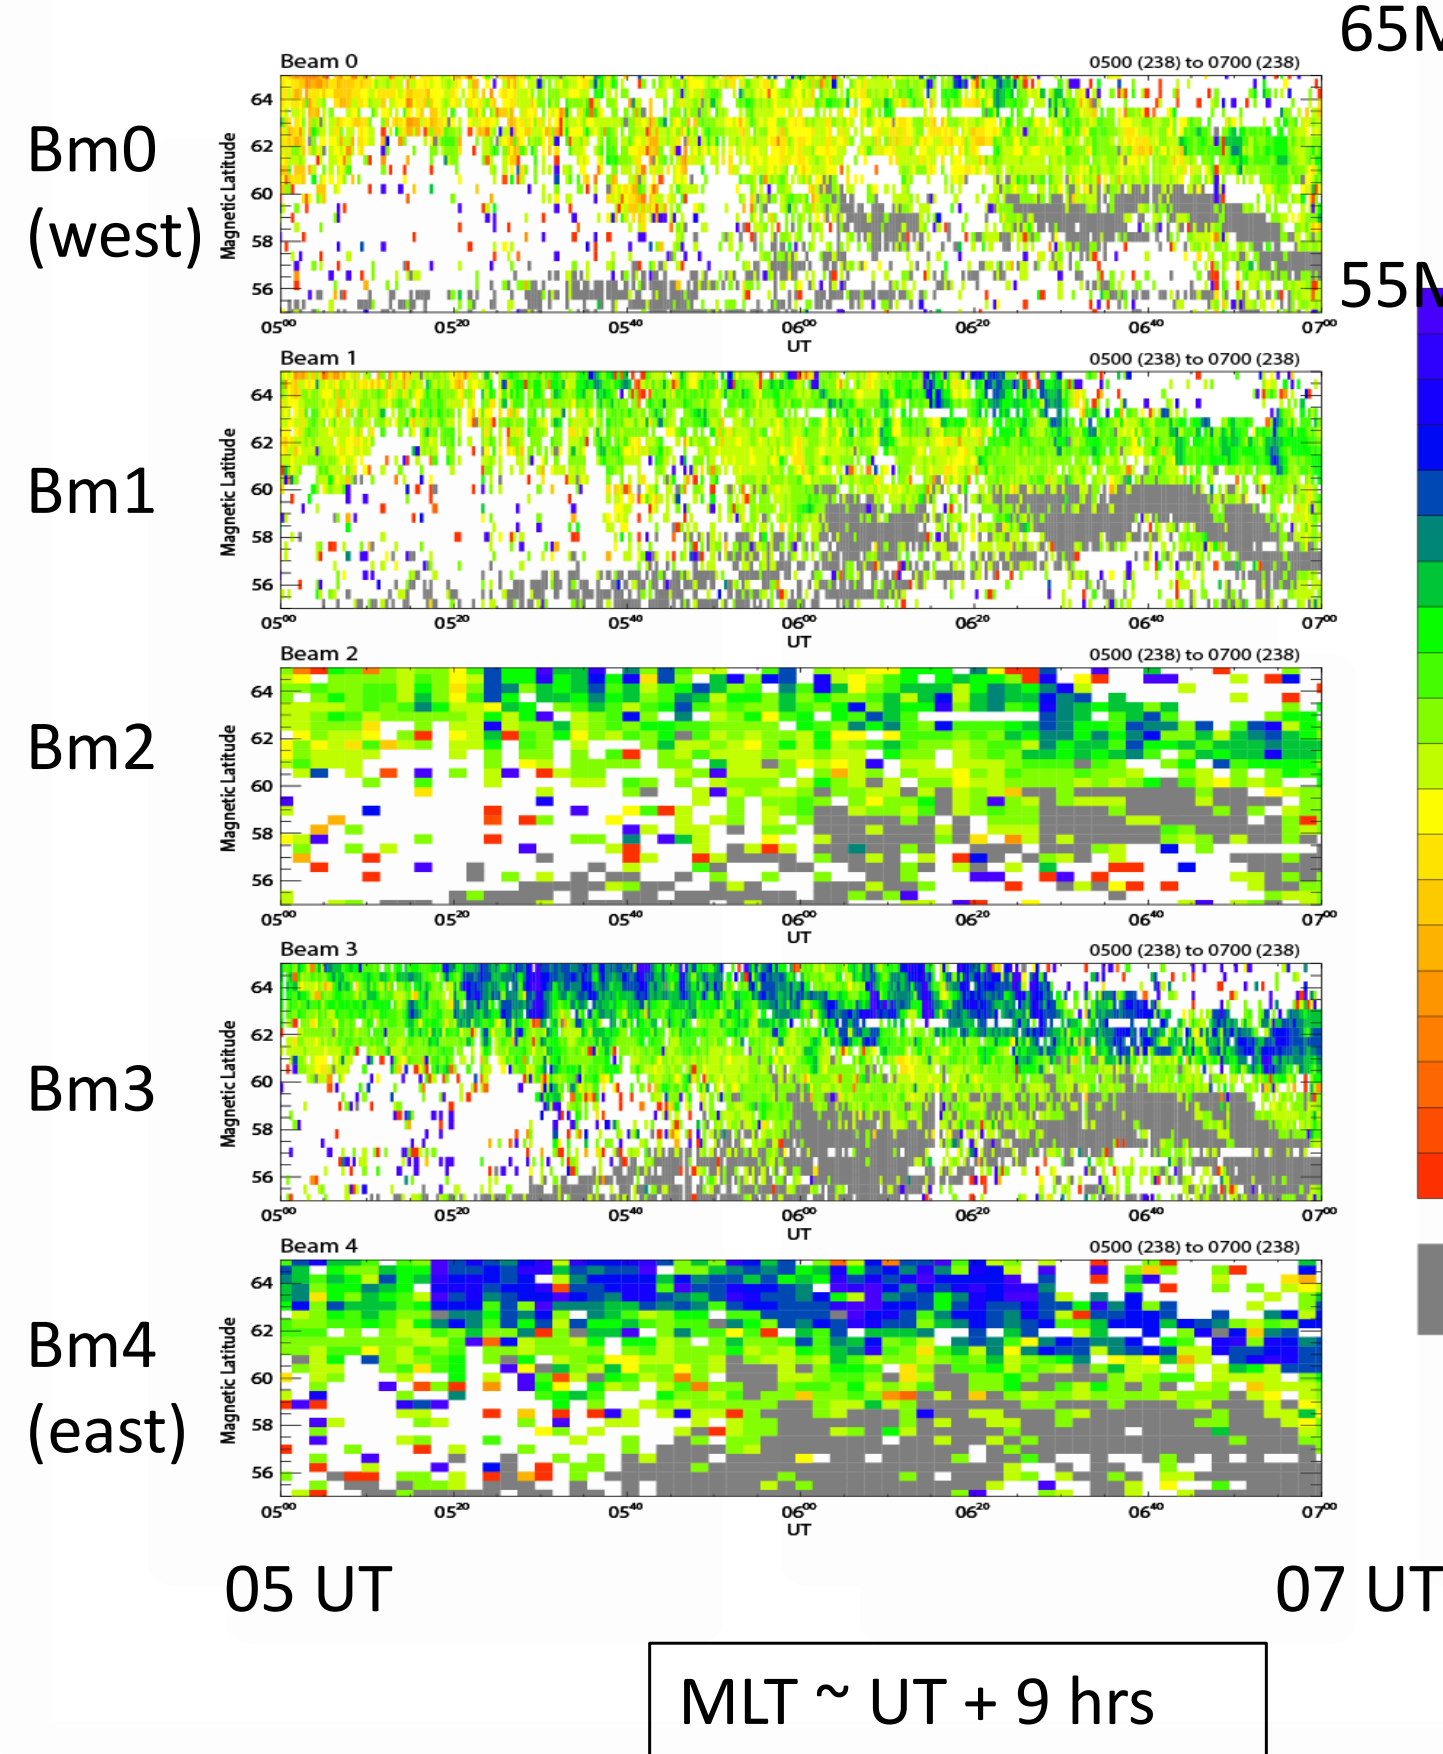 65M
Beam 0 0500 (238) to 0700 (238)
Bm0
(west)
Magnetic Latitude
64
62
60
58
56
05⁰⁰ 05²⁰ 05⁴⁰ 06⁰⁰ 06²⁰ 06⁴⁰ 07⁰⁰
UT
55M
Beam 1 0500 (238) to 0700 (238)
Bm1
Magnetic Latitude
64
62
60
58
56
05⁰⁰ 05²⁰ 05⁴⁰ 06⁰⁰ 06²⁰ 06⁴⁰ 07⁰⁰
UT
Beam 2 0500 (238) to 0700 (238)
Bm2
Magnetic Latitude
64
62
60
58
56
05⁰⁰ 05²⁰ 05⁴⁰ 06⁰⁰ 06²⁰ 06⁴⁰ 07⁰⁰
UT
Beam 3 0500 (238) to 0700 (238)
Bm3
Magnetic Latitude
64
62
60
58
56
05⁰⁰ 05²⁰ 05⁴⁰ 06⁰⁰ 06²⁰ 06⁴⁰ 07⁰⁰
UT
Beam 4 0500 (238) to 0700 (238)
Bm4
(east)
Magnetic Latitude
64
62
60
58
56
05⁰⁰ 05²⁰ 05⁴⁰ 06⁰⁰ 06²⁰ 06⁴⁰ 07⁰⁰
UT
05 UT 07 UT
MLT ~ UT + 9 hrs